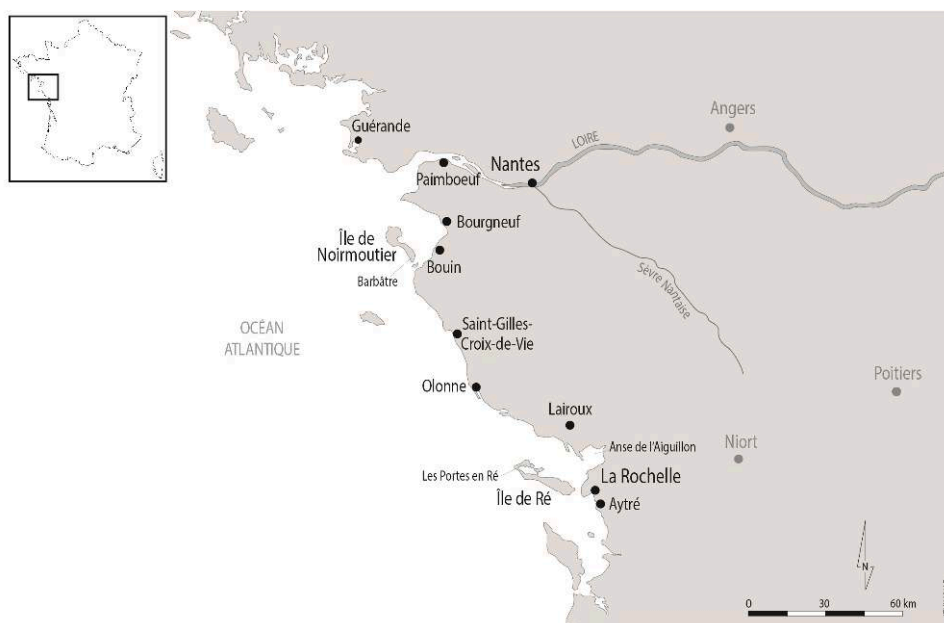 Angers
Guérande
LOIRE
Nantes
Paimboeuf
Bourgneuf
Île de
Noirmoutier
Bouin
Barbâtre
Sèvre Nantaise
OCÉAN
ATLANTIQUE
Saint-Gilles-
Croix-de-Vie
Poitiers
Olonne
Lairoux
Niort
Anse de l'Aiguillon
Les Portes en Ré
La Rochelle
Île de Ré
Aytré
N
0 30 60 km